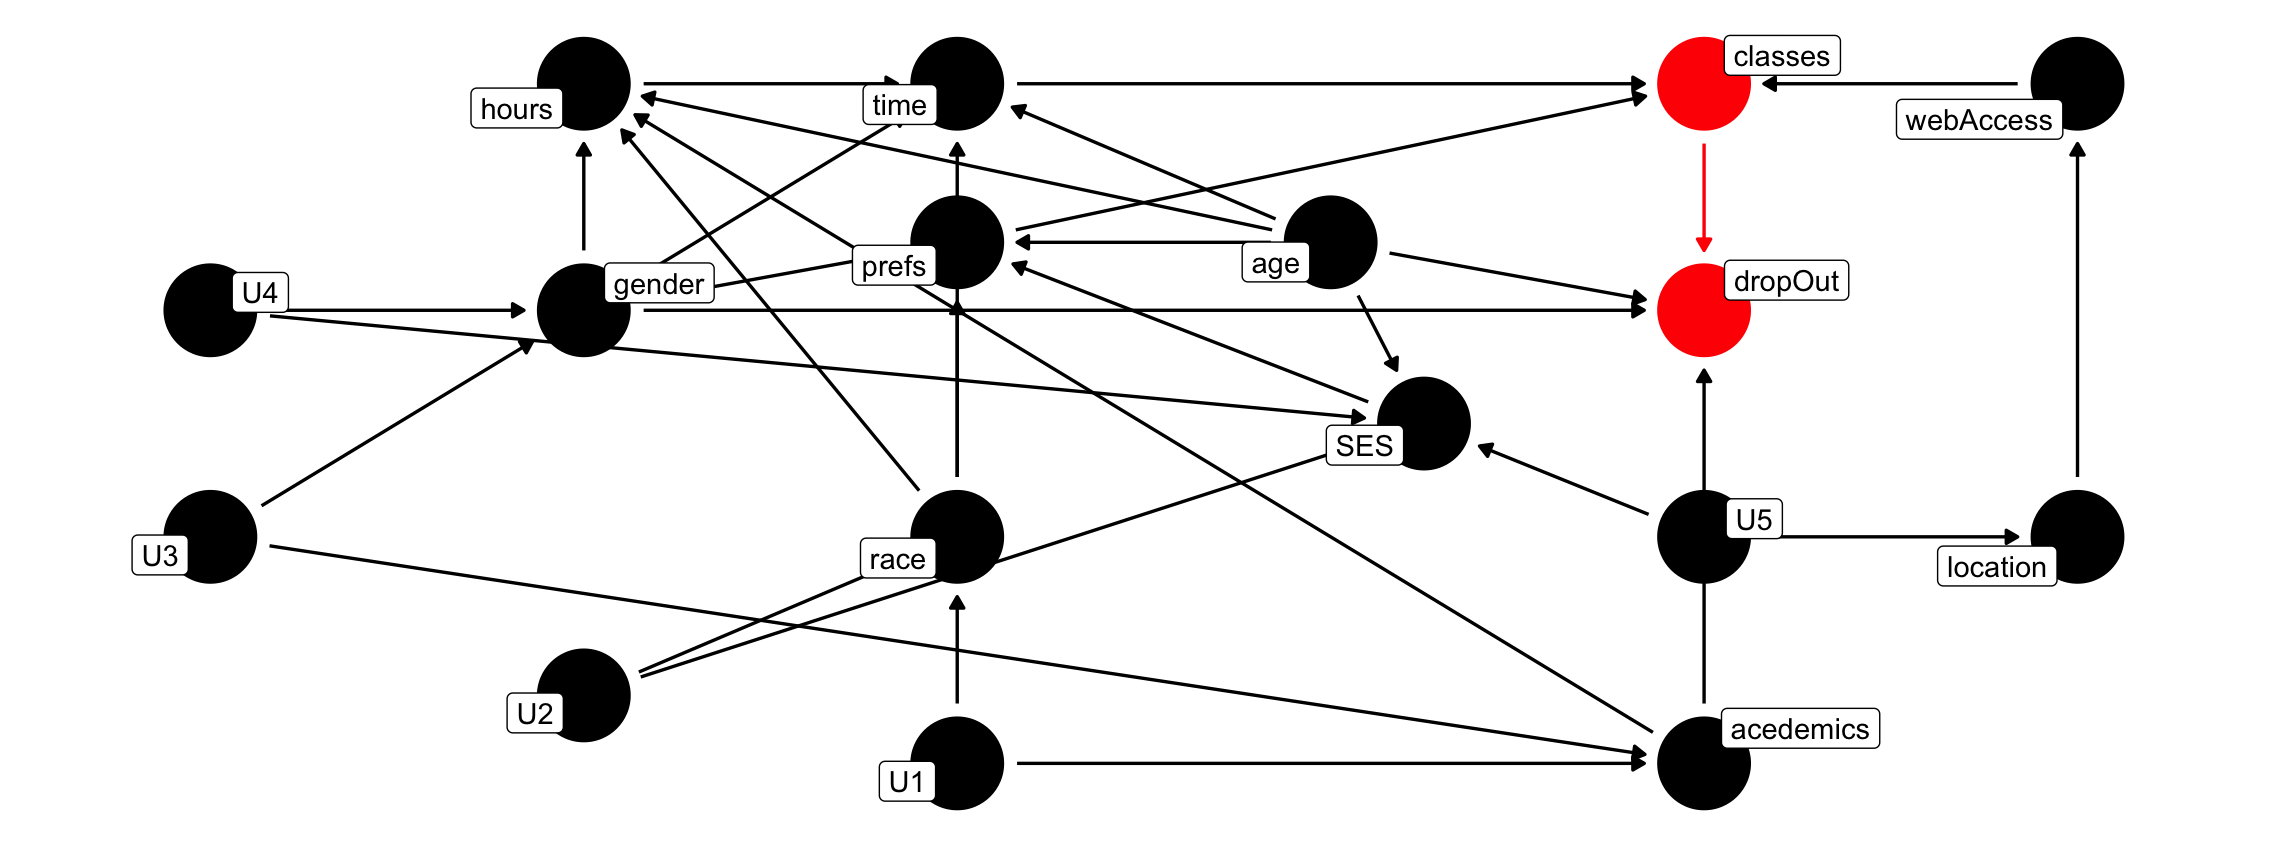 classes
hours
time
webAccess
prefs
age
gender
U4
dropOut
SES
U5
U3
race
location
U2
acedemics
U1